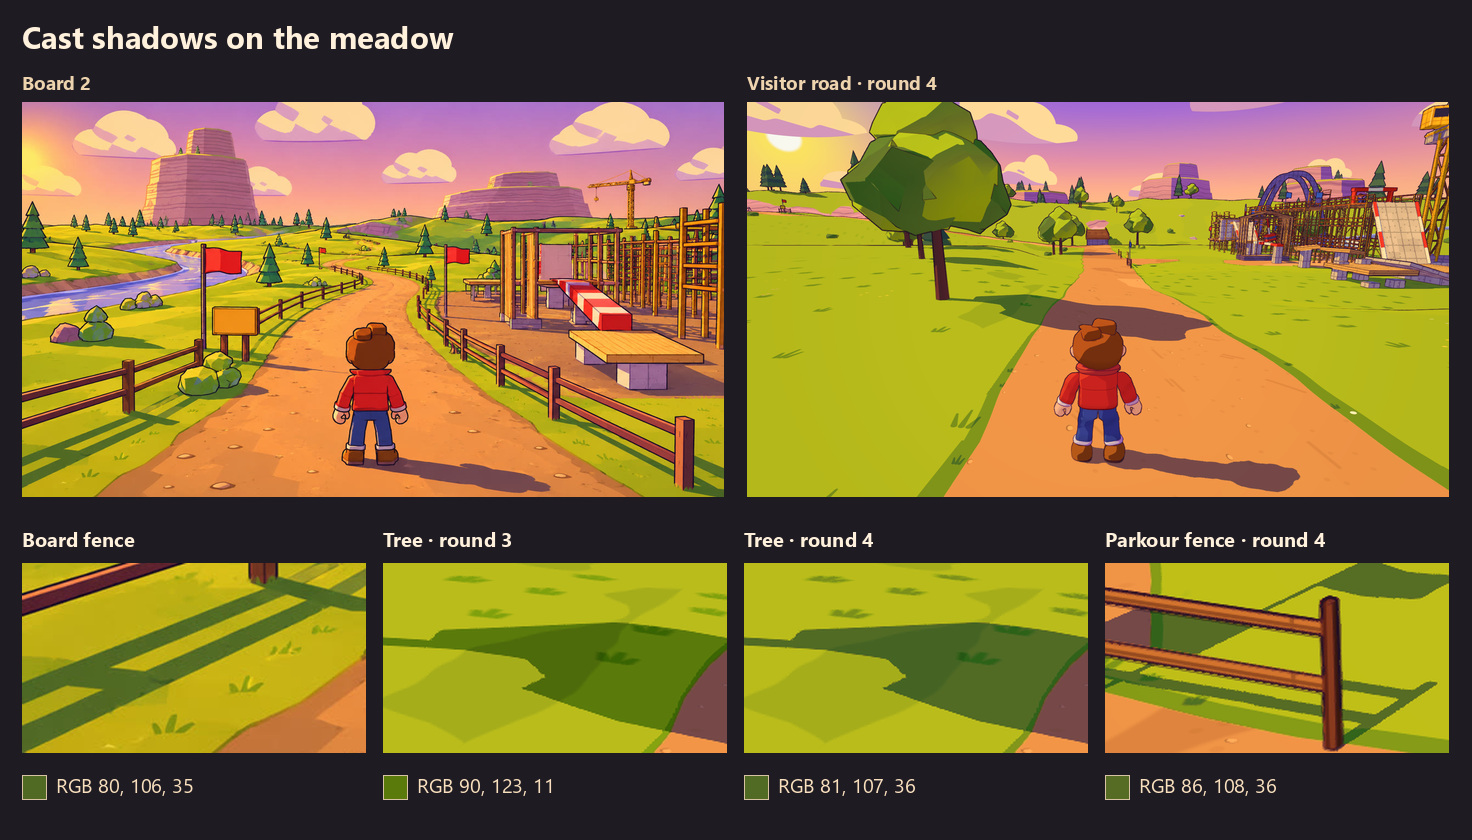 Cast shadows on the meadow
Board 2
Visitor road · round 4
Board fence
Tree · round 3
Tree · round 4
Parkour fence · round 4
RGB 80, 106, 35
RGB 90, 123, 11
RGB 81, 107, 36
RGB 86, 108, 36